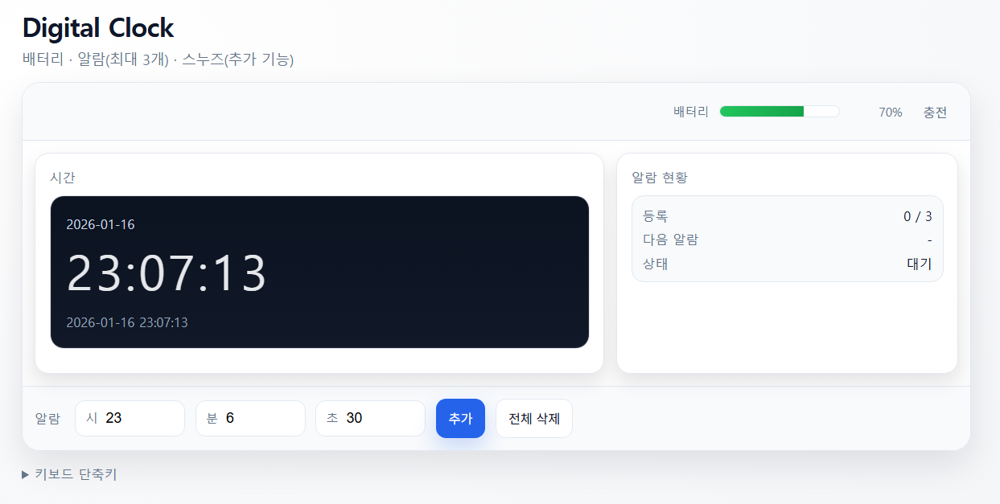 Digital Clock
배터리 · 알람(최대 3개) · 스누즈(추가 기능)
배터리 70% 충전
시간
2026-01-16
23:07:13
2026-01-16 23:07:13
알람 현황
등록 0 / 3
다음 알람 -
상태 대기
알람 시 23 분 6 초 30 추가 전체 삭제
▶ 키보드 단축키